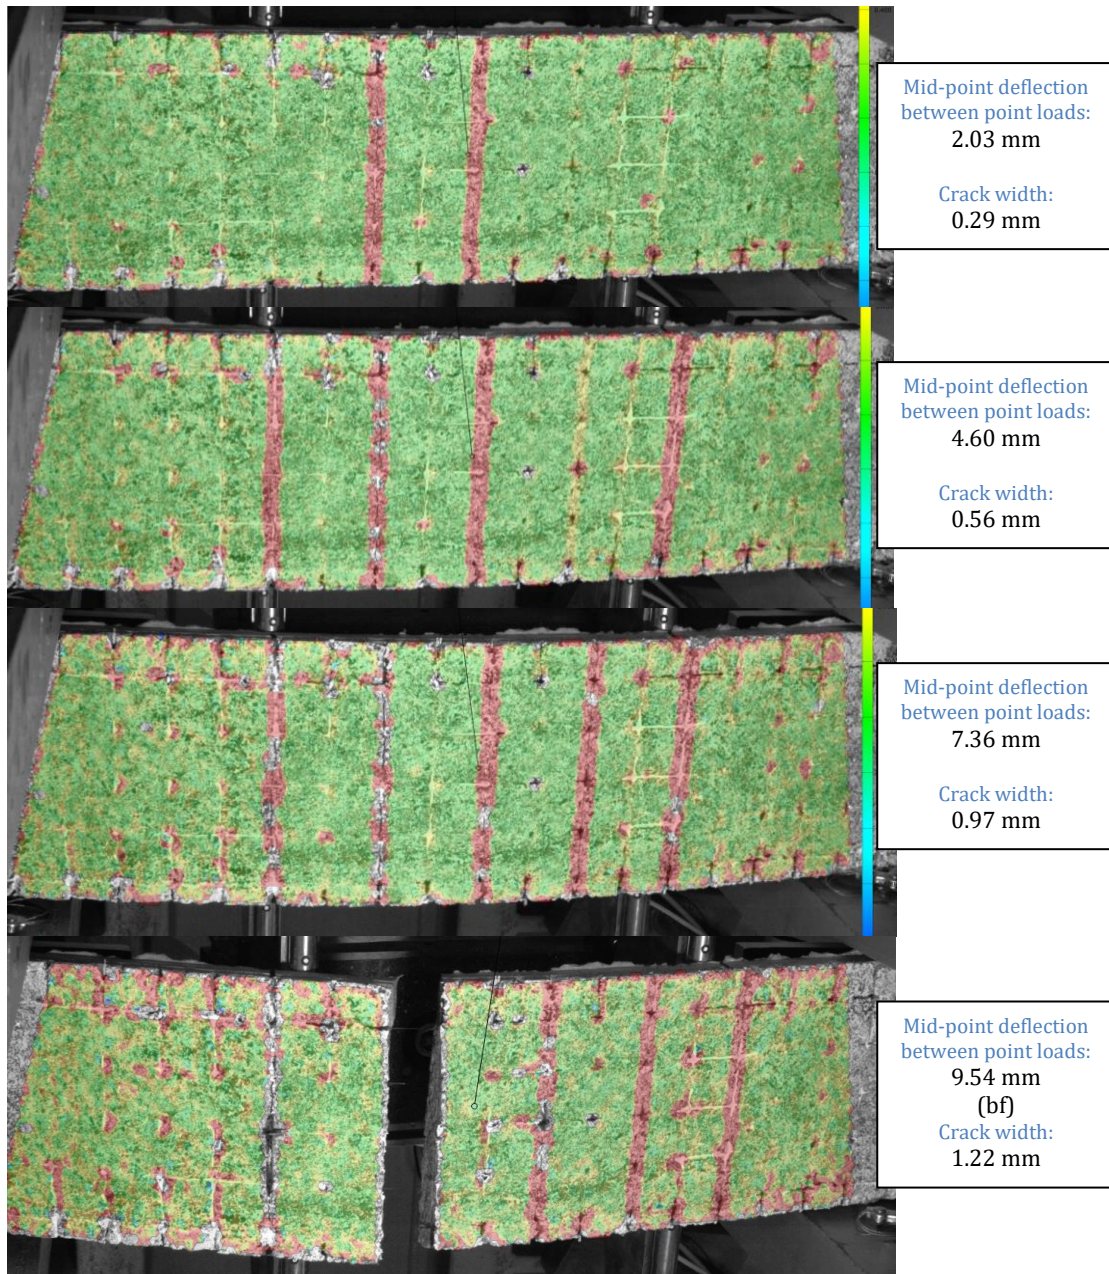 Mid-point deflection
between point loads:
2.03 mm
Crack width:
0.29 mm
Mid-point deflection
between point loads:
4.60 mm
Crack width:
0.56 mm
Mid-point deflection
between point loads:
7.36 mm
Crack width:
0.97 mm
Mid-point deflection
between point loads:
9.54 mm
(bf)
Crack width:
1.22 mm